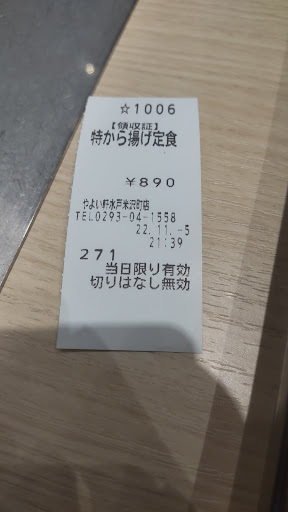 ☆1006
【領収証】
特から揚げ定食
￥890
やよい軒水戸米沢町店
TEL0293-04-1558
22.11.-5
21:39
271
当日限り有効
切りはなし無効